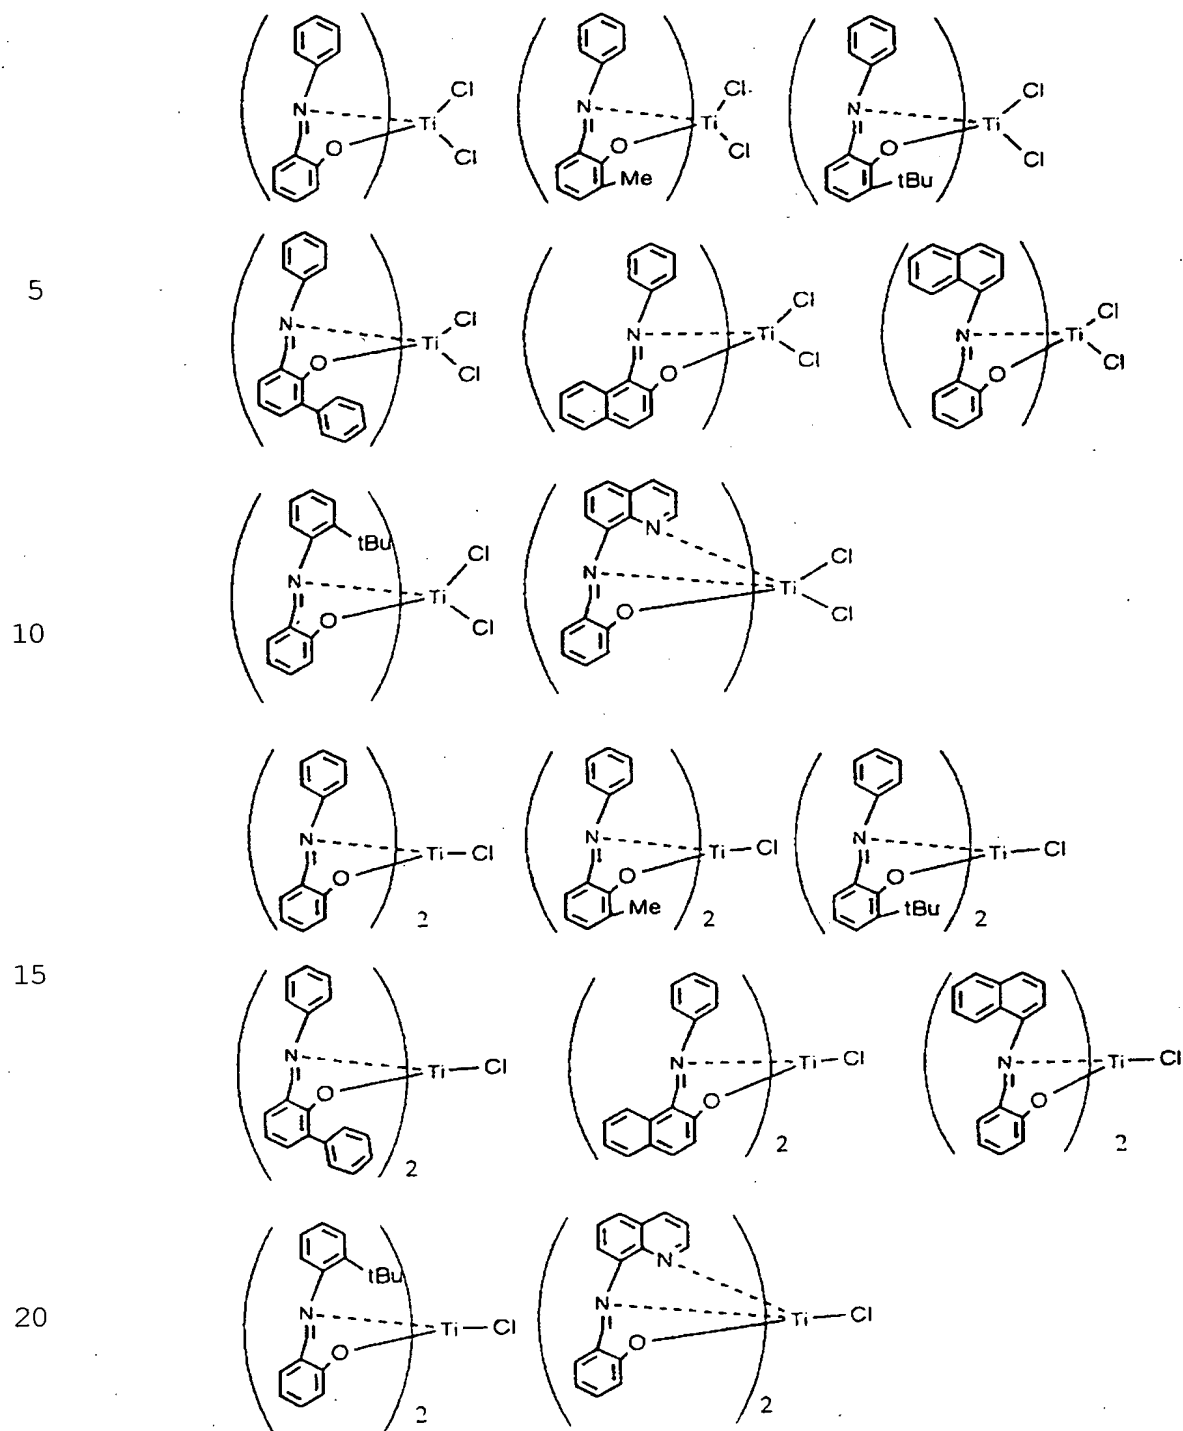 N Ti Cl Cl O
N Ti Cl Cl O Me
N Ti Cl Cl O tBu
5
N Ti Cl Cl O
N Ti Cl Cl O
N Ti Cl Cl O
tBu N Ti Cl Cl O
N N Ti Cl Cl O
10
N Ti Cl O 2
N Ti Cl O Me 2
N Ti Cl O tBu 2
15
N Ti Cl O 2
N Ti Cl O 2
N Ti Cl O 2
tBu N Ti Cl O 2
N N Ti Cl O 2
20